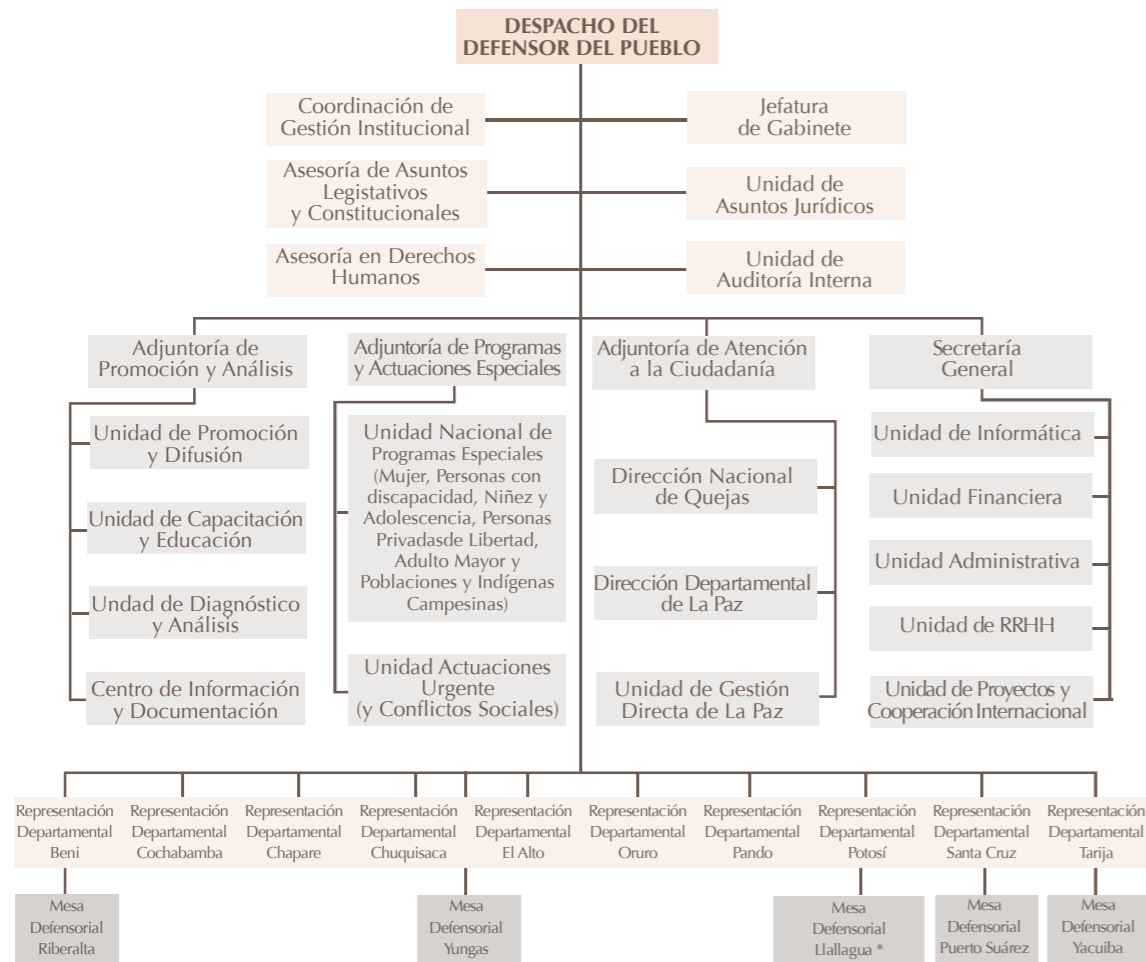 DESPACHO DEL
DEFENSOR DEL PUEBLO
Coordinación de
Gestión Institucional
Jefatura
de Gabinete
Asesoría de Asuntos
Legistativos
y Constitucionales
Unidad de
Asuntos Jurídicos
Asesoría en Derechos
Humanos
Unidad de
Auditoría Interna
Adjuntoría de
Promoción y Análisis
Adjuntoría de Programas
y Actuaciones Especiales
Adjuntoría de Atención
a la Ciudadanía
Secretaría
General
Unidad de Promoción
y Difusión
Unidad de Capacitación
y Educación
Undad de Diagnóstico
y Análisis
Centro de Información
y Documentación
Unidad Nacional de
Programas Especiales
(Mujer, Personas con
discapacidad, Niñez y
Adolescencia, Personas
Privadasde Libertad,
Adulto Mayor y
Poblaciones y Indígenas
Campesinas)
Unidad Actuaciones
Urgente
(y Conflictos Sociales)
Dirección Nacional
de Quejas
Dirección Departamental
de La Paz
Unidad de Gestión
Directa de La Paz
Unidad de Informática
Unidad Financiera
Unidad Administrativa
Unidad de RRHH
Unidad de Proyectos y
Cooperación Internacional
Representación
Departamental
Beni
Representación
Departamental
Cochabamba
Representación
Departamental
Chapare
Representación
Departamental
Chuquisaca
Representación
Departamental
El Alto
Representación
Departamental
Oruro
Representación
Departamental
Pando
Representación
Departamental
Potosí
Representación
Departamental
Santa Cruz
Representación
Departamental
Tarija
Mesa
Defensorial
Riberalta
Mesa
Defensorial
Yungas
Mesa
Defensorial
Llallagua *
Mesa
Defensorial
Puerto Suárez
Mesa
Defensorial
Yacuiba